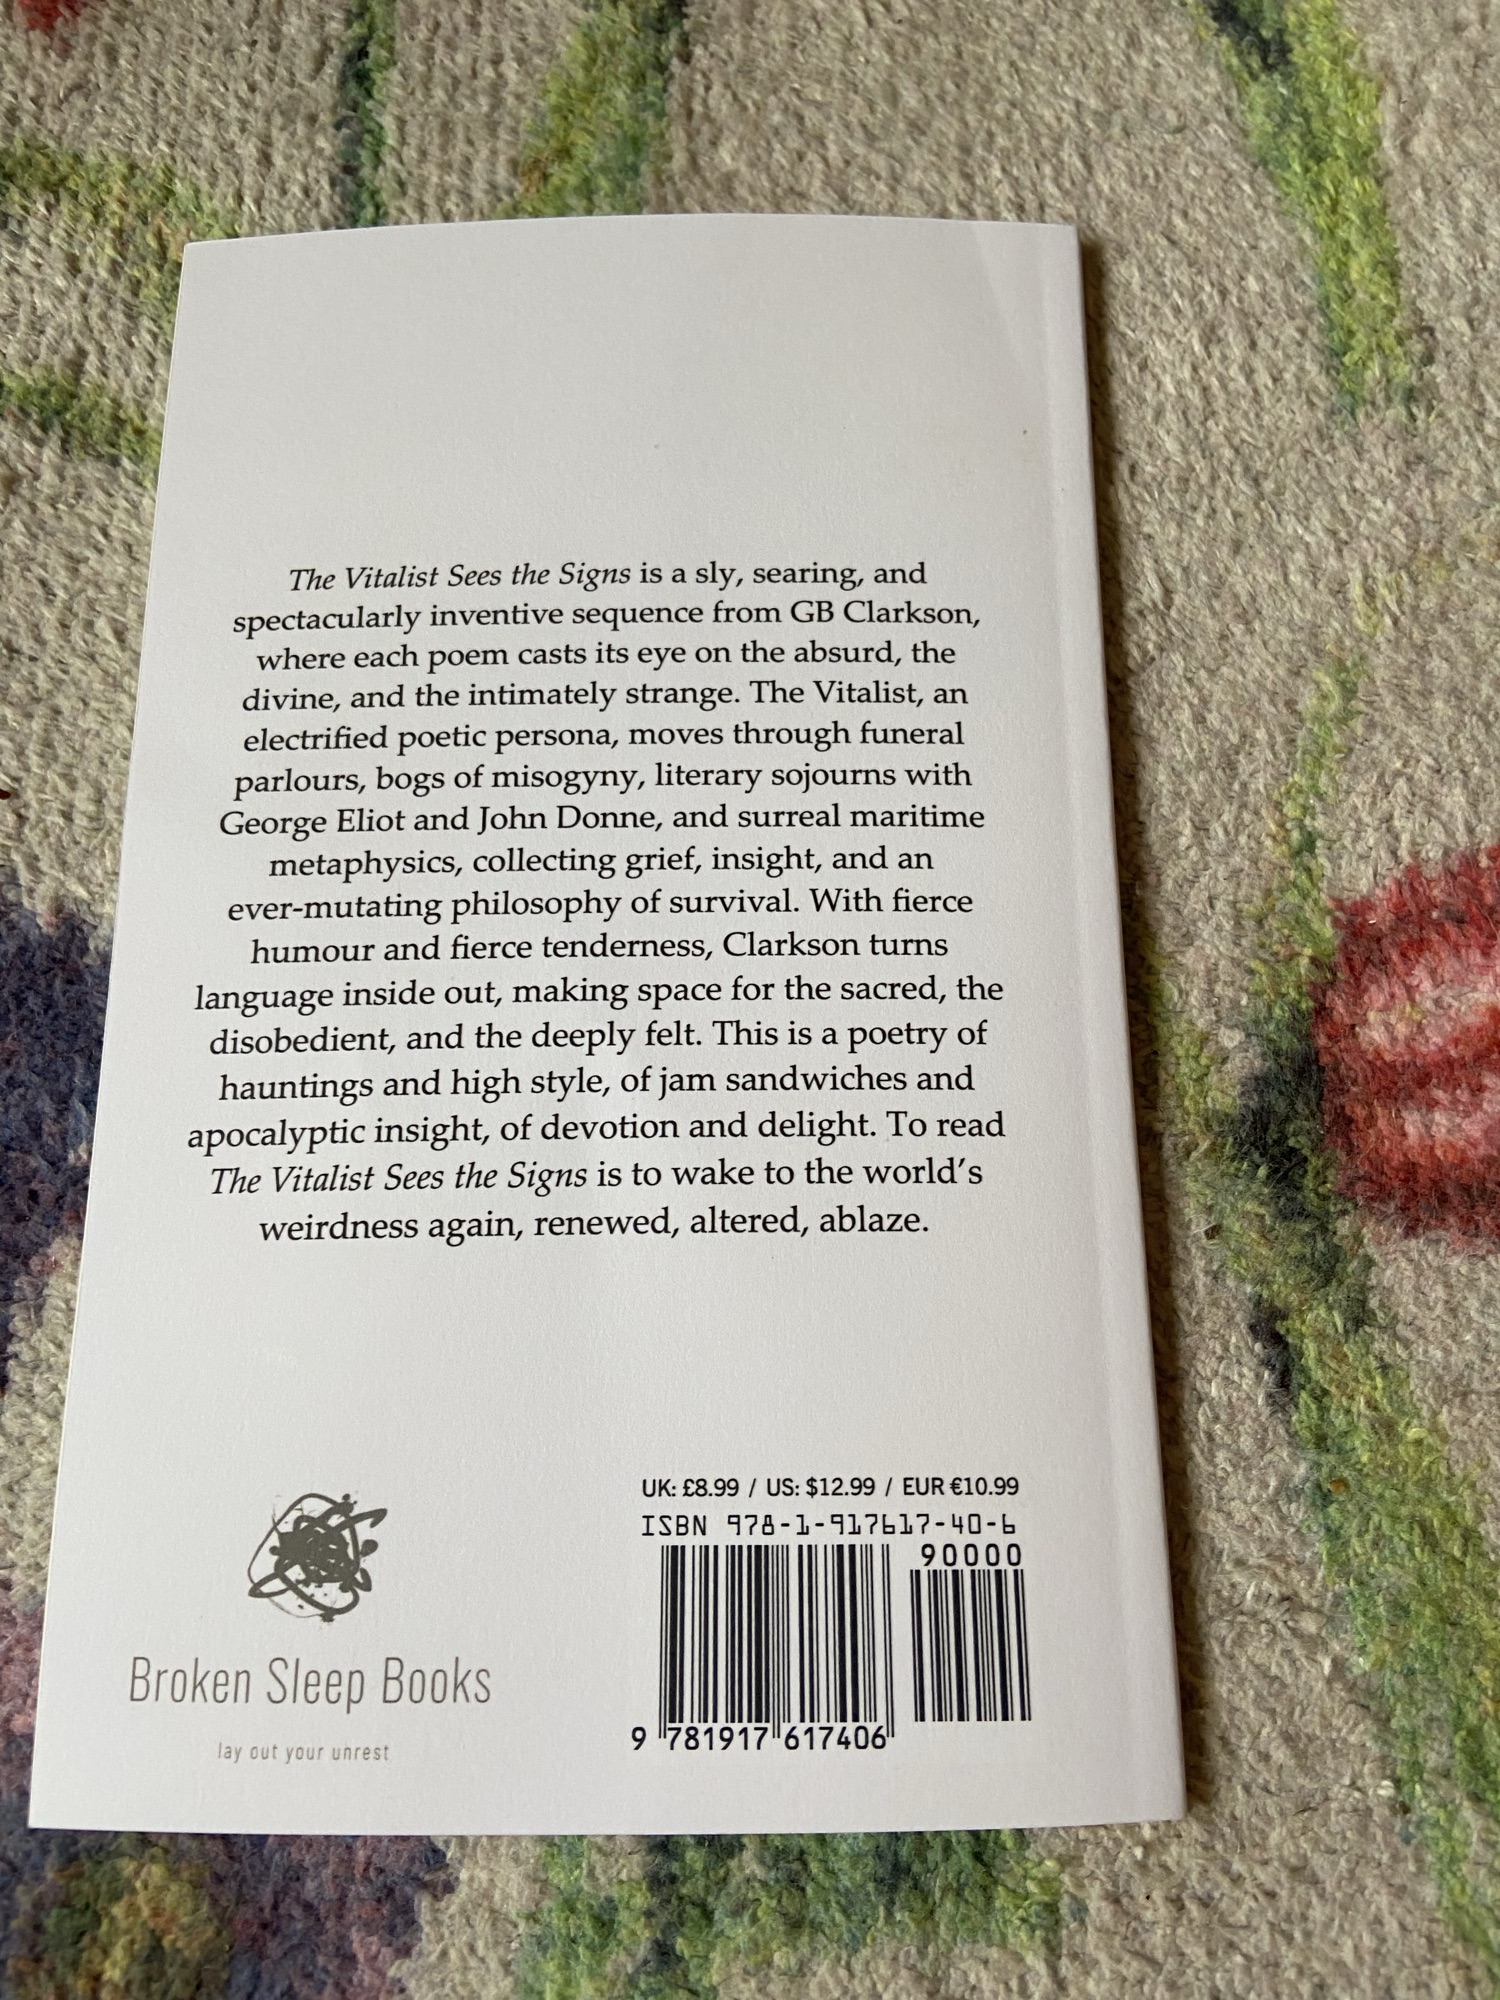 The Vitalist Sees the Signs is a sly, searing, and
spectacularly inventive sequence from GB Clarkson,
where each poem casts its eye on the absurd, the
divine, and the intimately strange. The Vitalist, an
electrified poetic persona, moves through funeral
parlours, bogs of misogyny, literary sojourns with
George Eliot and John Donne, and surreal maritime
metaphysics, collecting grief, insight, and an
ever-mutating philosophy of survival. With fierce
humour and fierce tenderness, Clarkson turns
language inside out, making space for the sacred, the
disobedient, and the deeply felt. This is a poetry of
hauntings and high style, of jam sandwiches and
apocalyptic insight, of devotion and delight. To read
The Vitalist Sees the Signs is to wake to the world's
weirdness again, renewed, altered, ablaze.
Broken Sleep Books
lay out your unrest
UK: £8.99 / US: $12.99 / EUR €10.99
ISBN 978-1-917617-40-6
90000
9 781917 617406